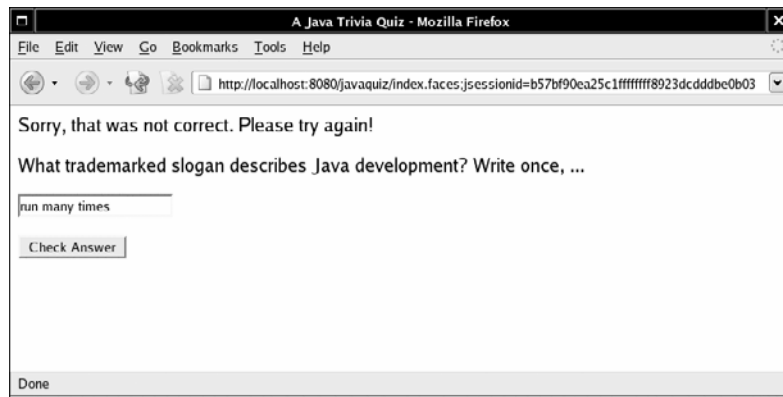 A Java Trivia Quiz - Mozilla Firefox
File Edit View Go Bookmarks Tools Help
http://localhost:8080/javaquiz/index.faces;jsessionid=b57bf90ea25c1ffffffff8923dcdddbe0b03
Sorry, that was not correct. Please try again!
What trademarked slogan describes Java development? Write once, ...
run many times
Check Answer
Done